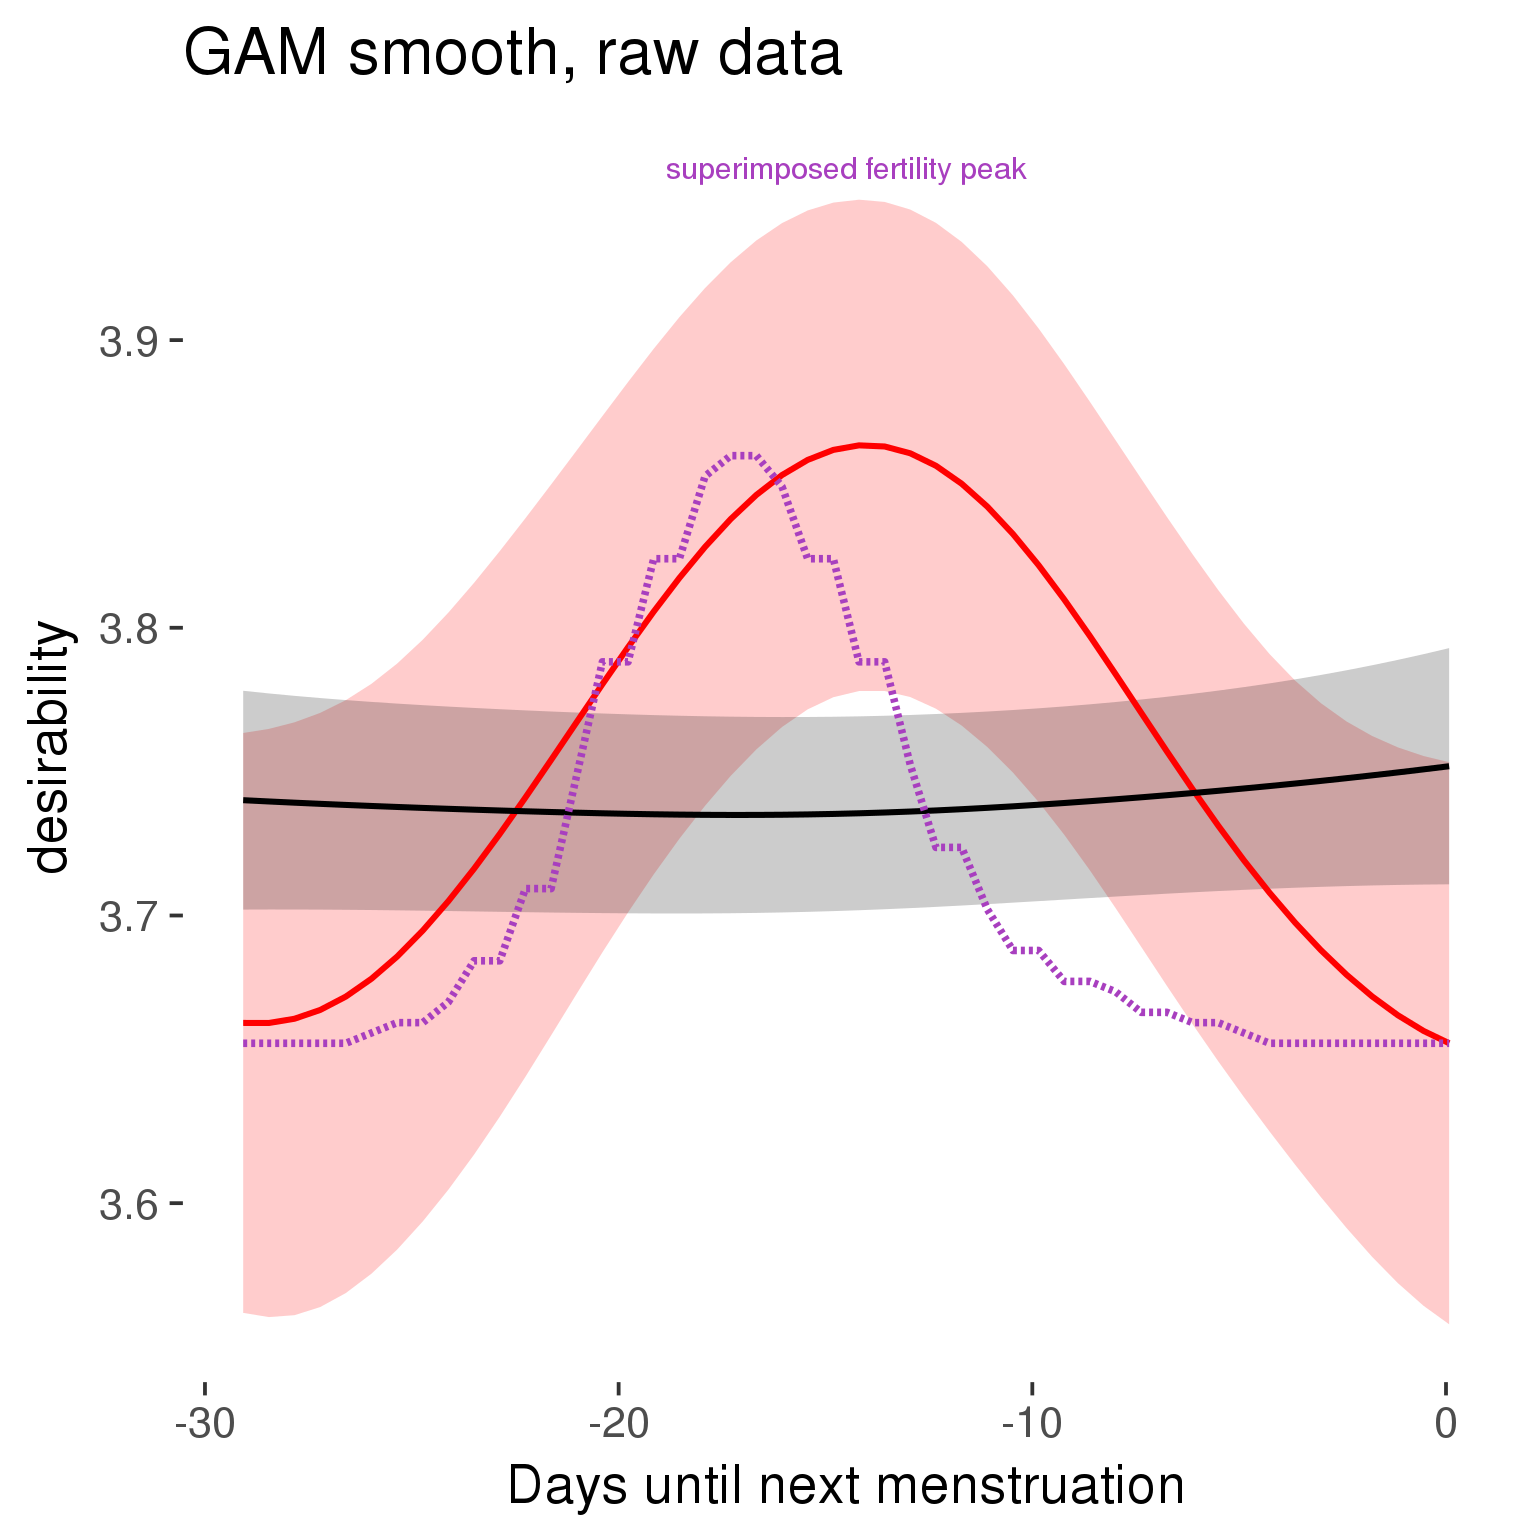 GAM smooth, raw data
superimposed fertility peak
3.9
3.8
3.7
3.6
desirability
-30 -20 -10 0
Days until next menstruation